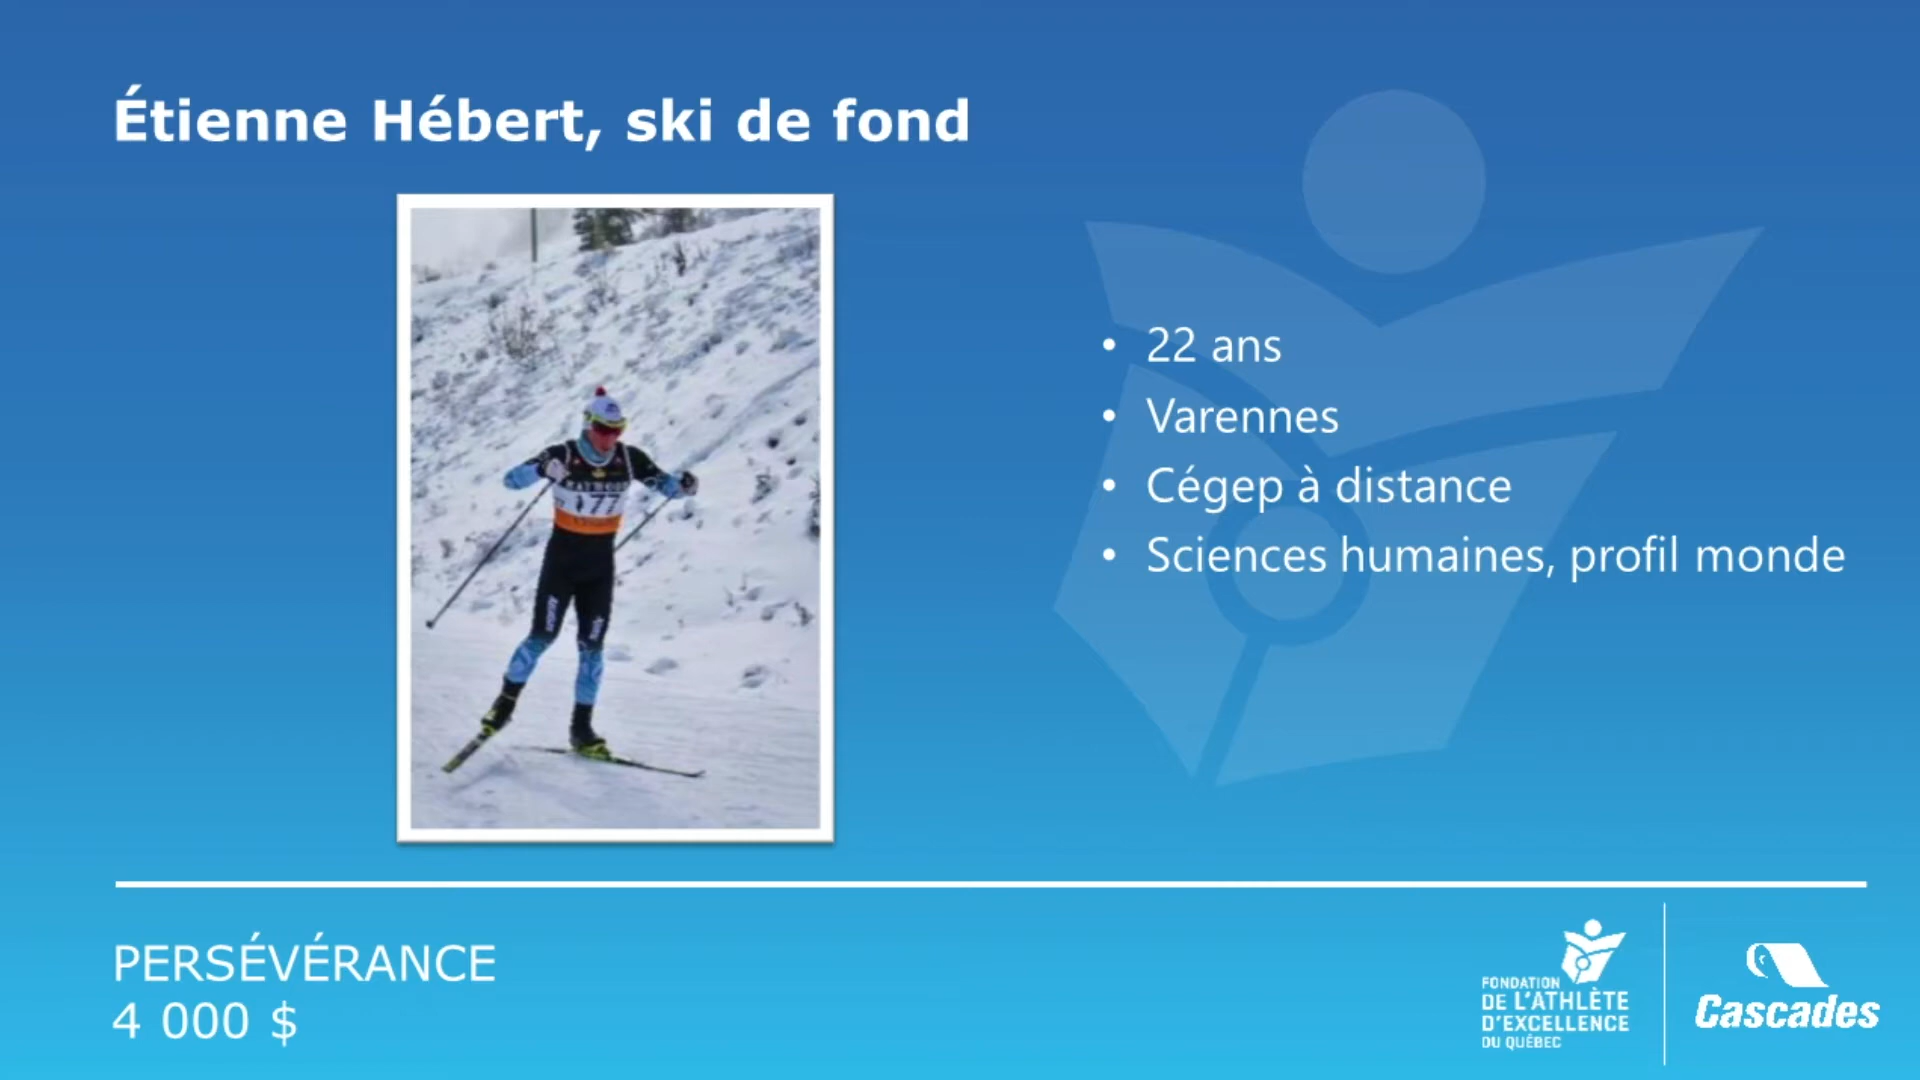 Étienne Hébert, ski de fond
177
• 22 ans
• Varennes
• Cégep à distance
• Sciences humaines, profil monde
PERSÉVÉRANCE
4 000 $
FONDATION
DE L'ATHLÈTE
D'EXCELLENCE
DU QUÉBEC
Cascades